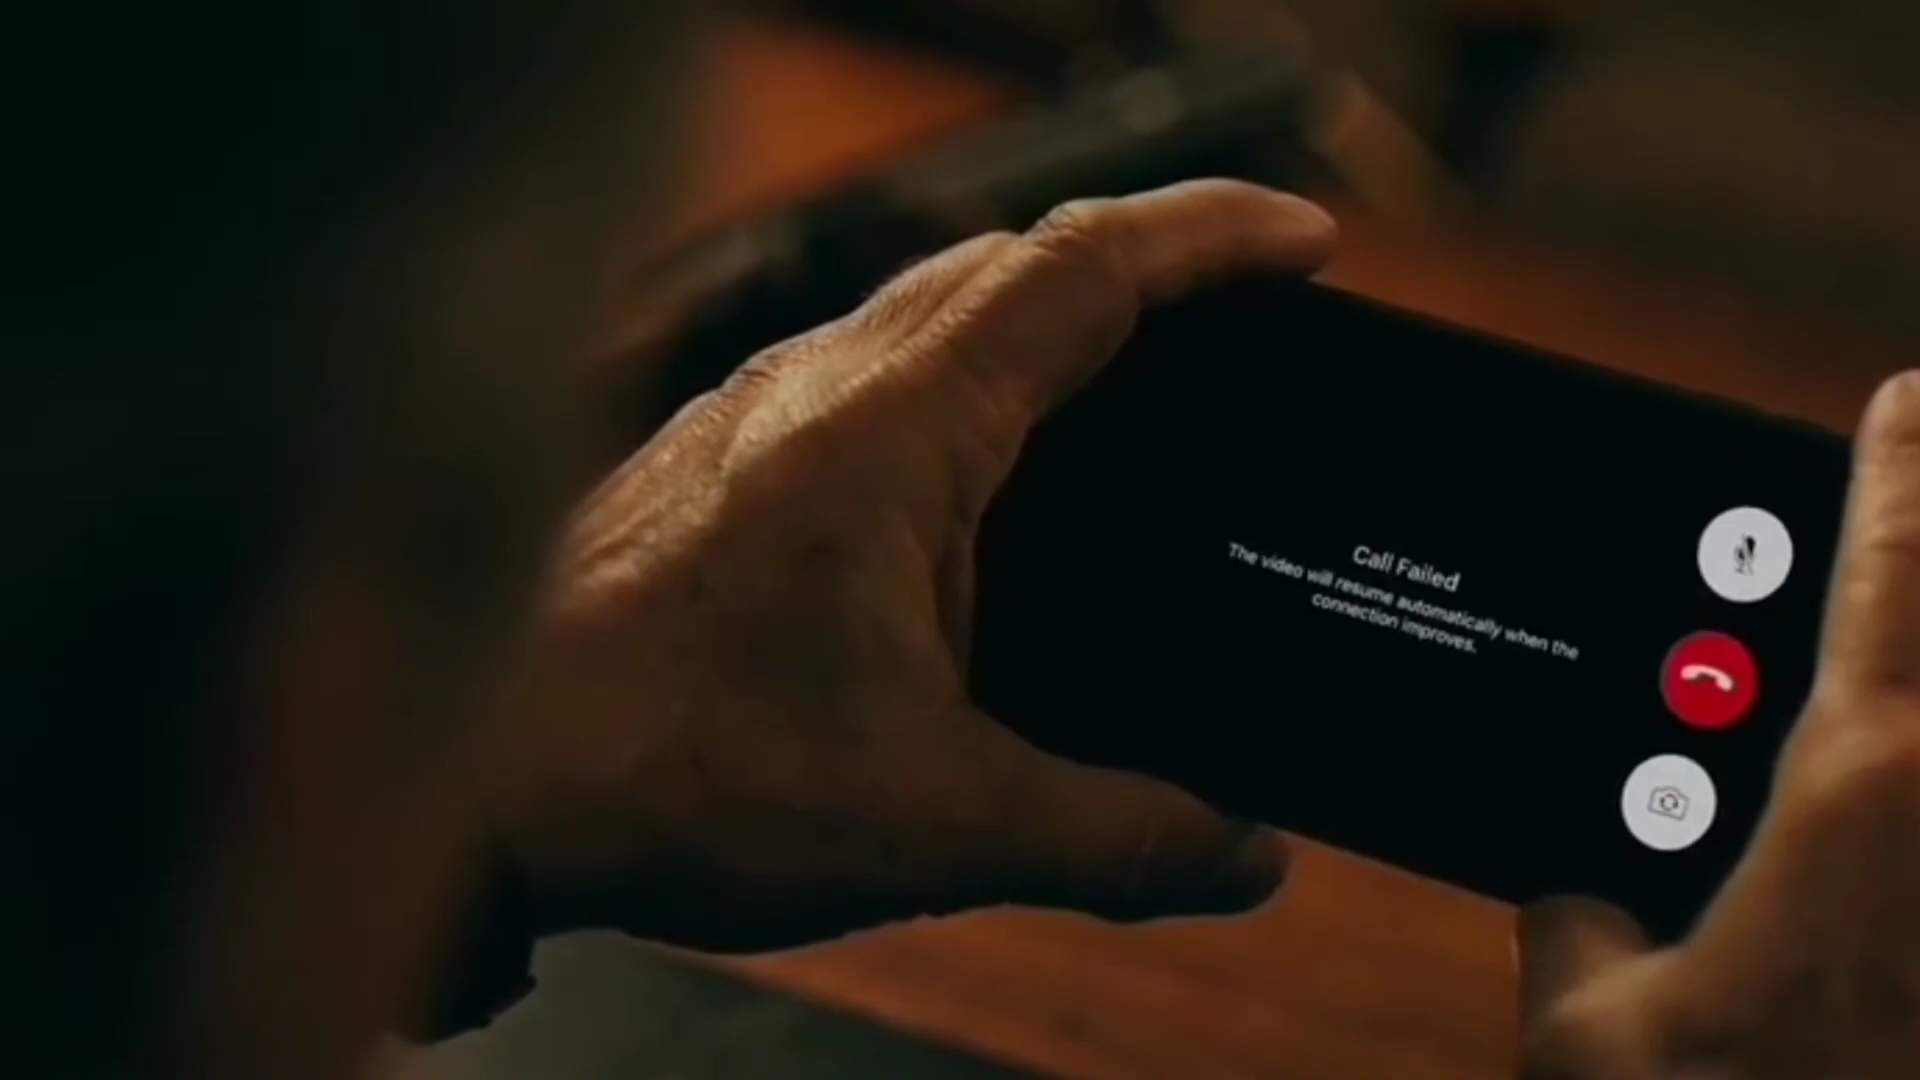 Call Failed
The video will resume automatically when the
connection improves.